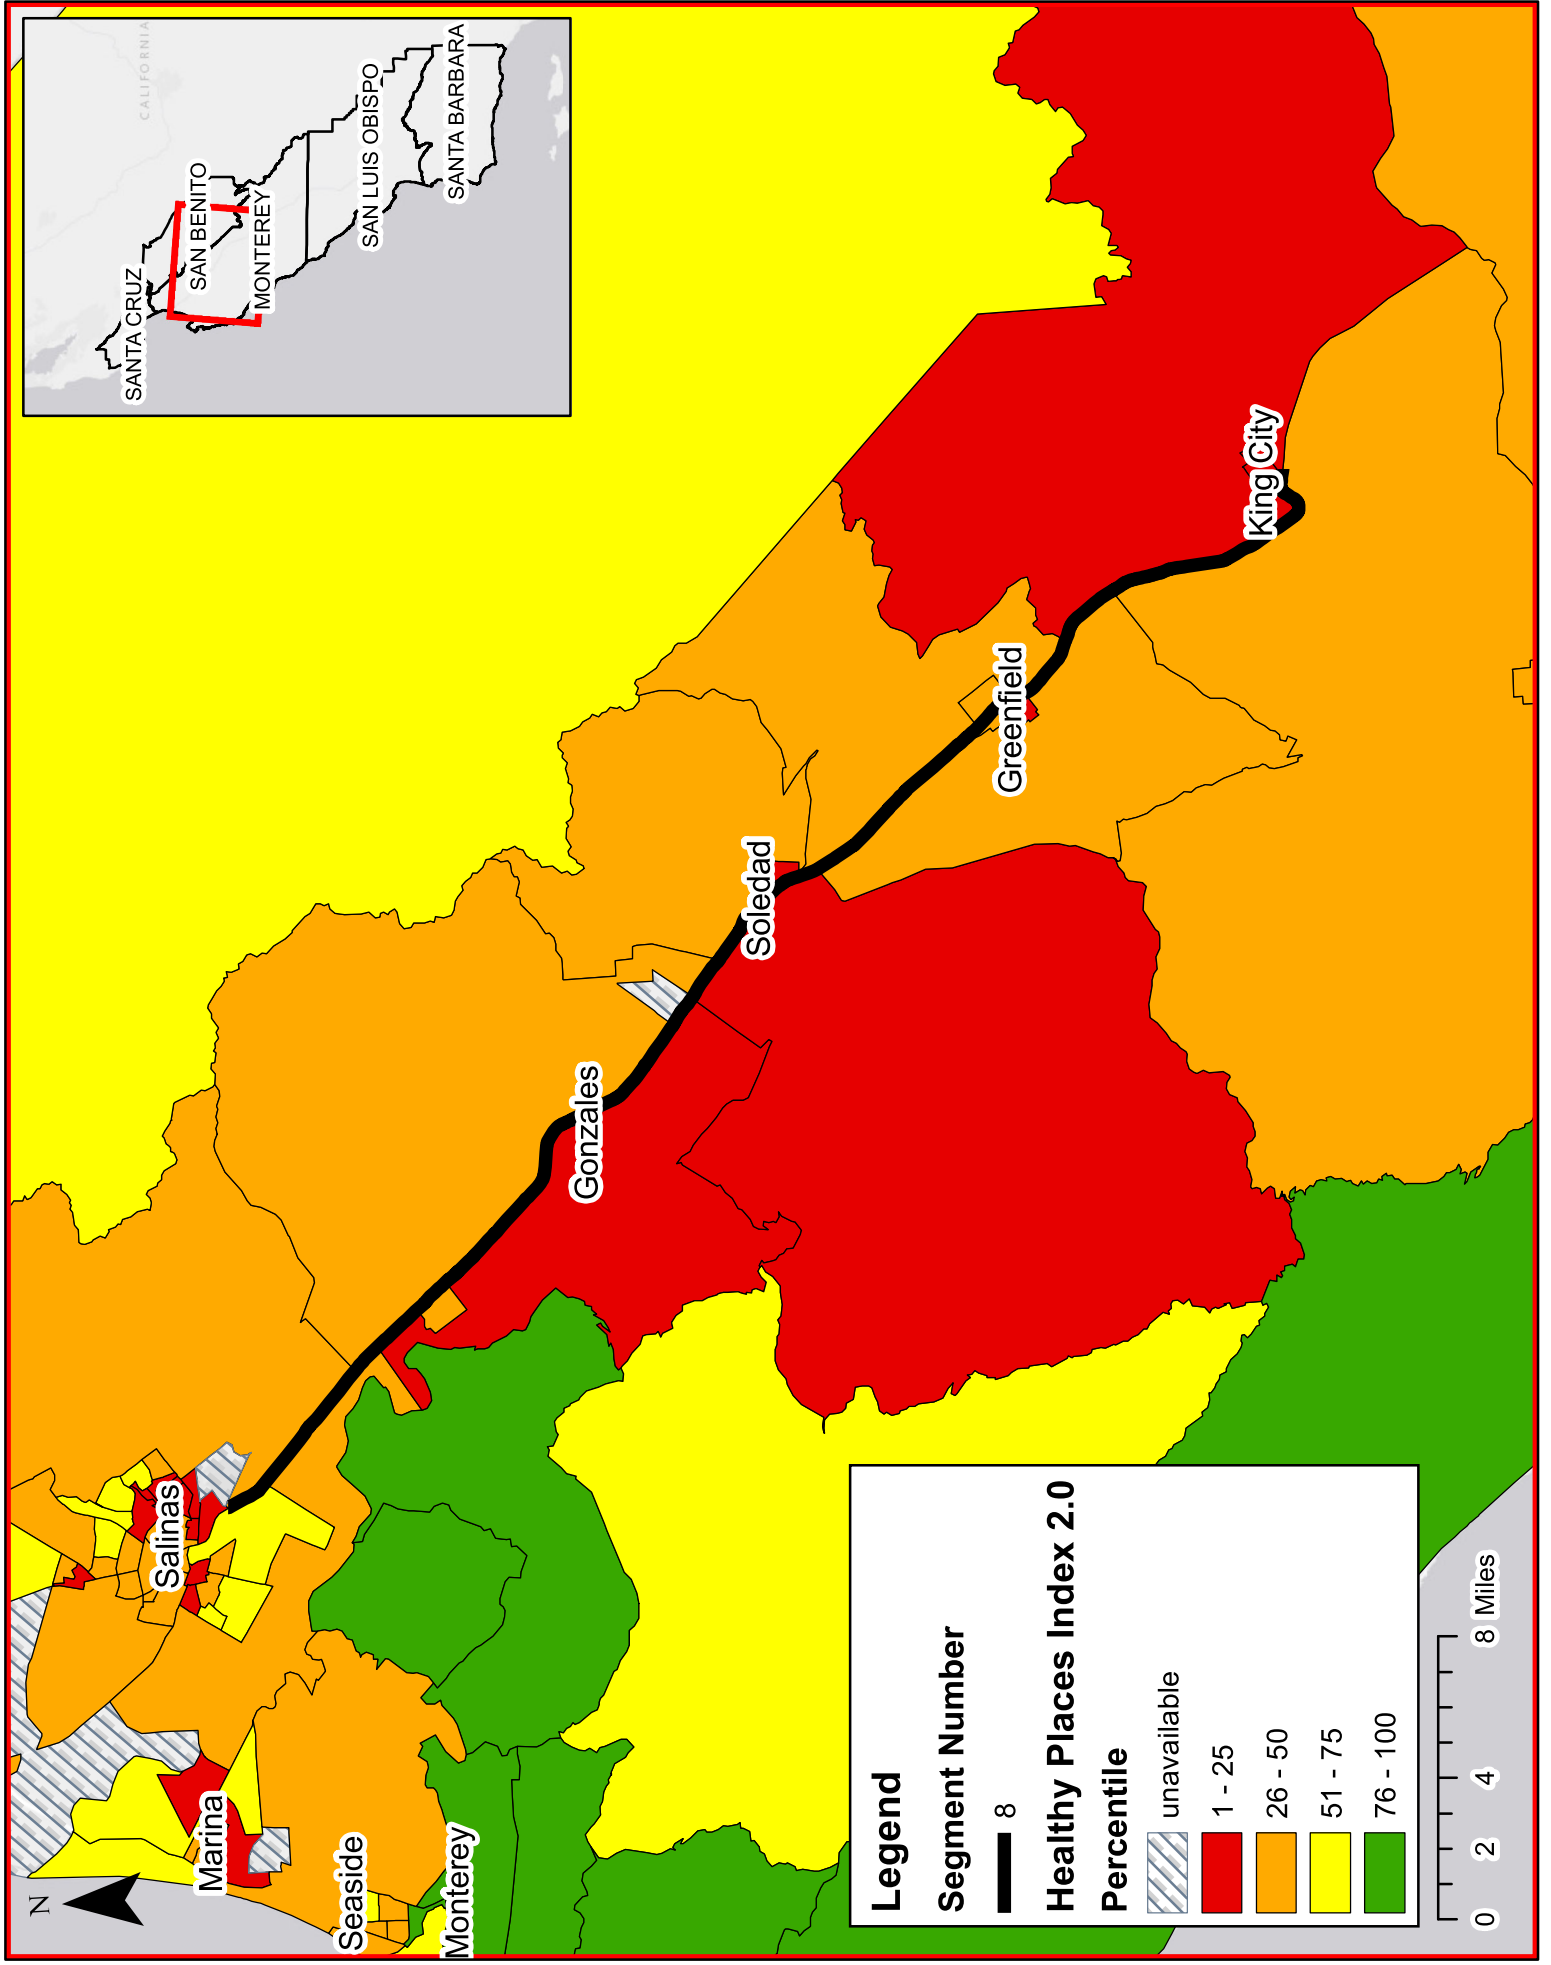 CALIFORNIA
SANTA CRUZ
SAN BENITO
MONTEREY
SAN LUIS OBISPO
SANTA BARBARA
N
Salinas
Marina
Seaside
Monterey
Gonzales
Soledad
Greenfield
King City
Legend
Segment Number
8
Healthy Places Index 2.0
Percentile
unavailable
1 - 25
26 - 50
51 - 75
76 - 100
0 2 4 8 Miles